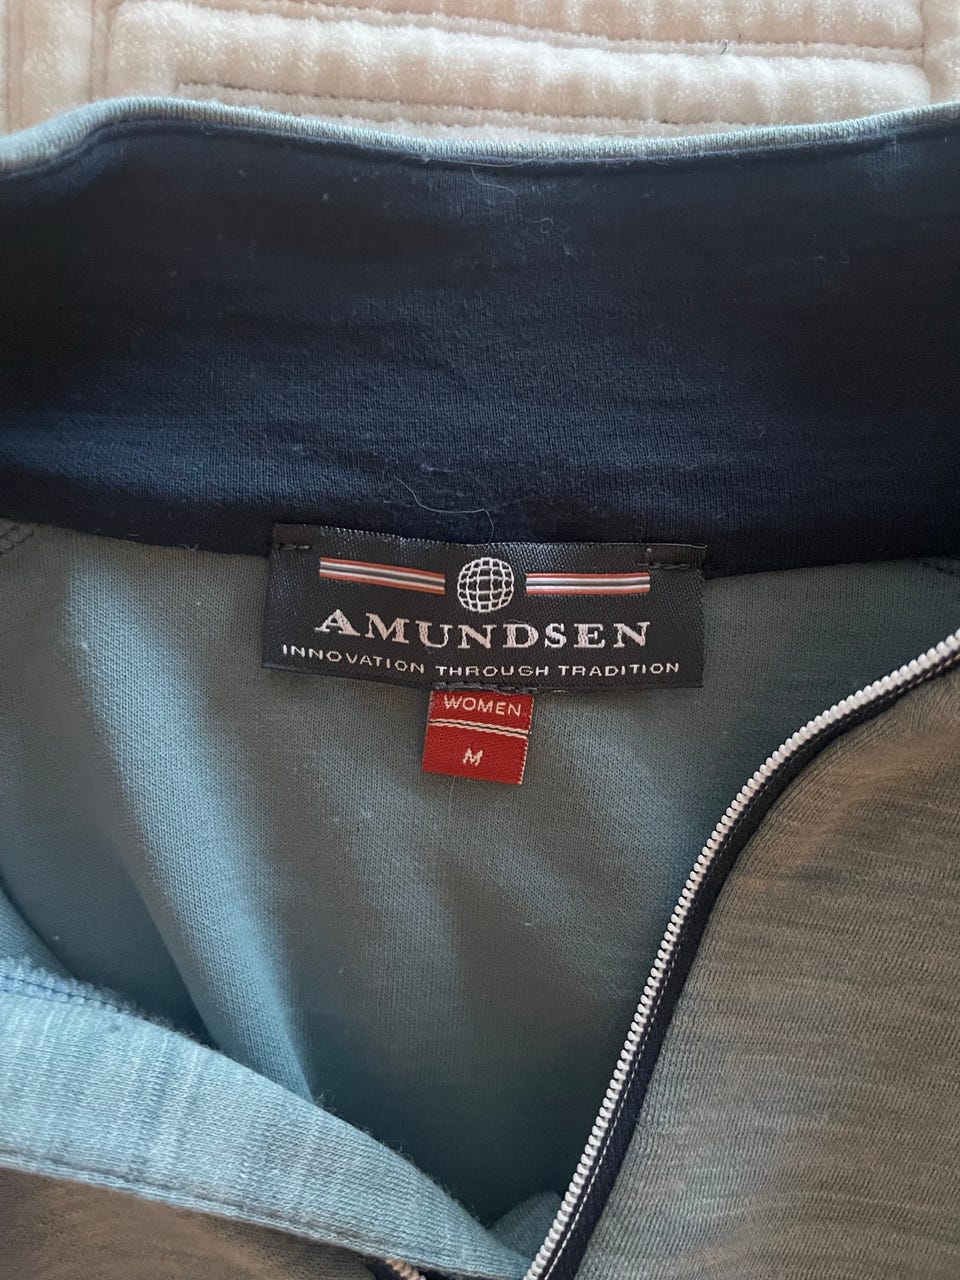 AMUNDSEN
INNOVATION THROUGH TRADITION
WOMEN
M